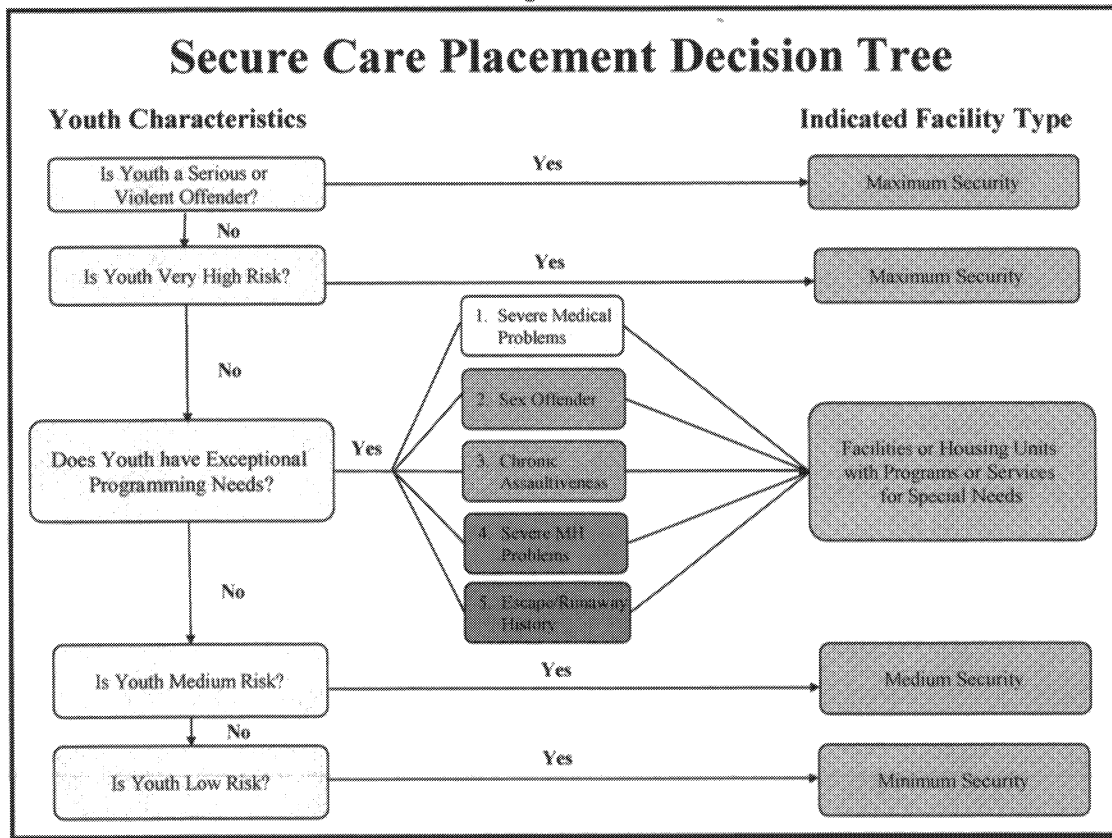 Secure Care Placement Decision Tree
Youth Characteristics
Indicated Facility Type
Is Youth a Serious or
Violent Offender?
Yes
Maximum Security
No
Is Youth Very High Risk?
Yes
Maximum Security
No
1. Severe Medical
Problems
2. Sex Offender
3. Chronic
Assaultiveness
4. Severe MH
Problems
5. Escape/Runaway
History
Does Youth have Exceptional
Programming Needs?
Yes
Facilities or Housing Units
with Programs or Services
for Special Needs
No
Is Youth Medium Risk?
Yes
Medium Security
No
Is Youth Low Risk?
Yes
Minimum Security